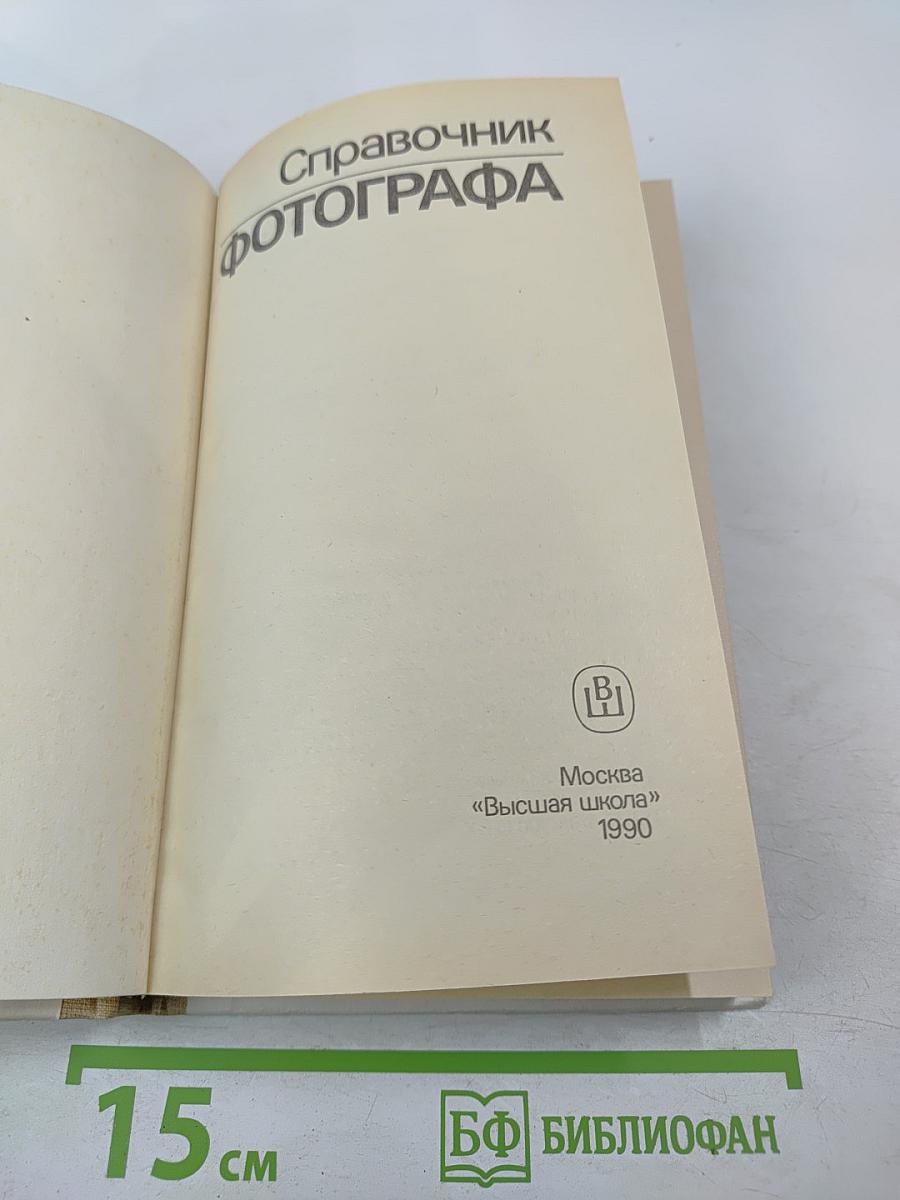 Справочник
ФОТОГРАФА
ВШ
Москва
«Высшая школа»
1990
15 см
БФ БИБЛИОФАН